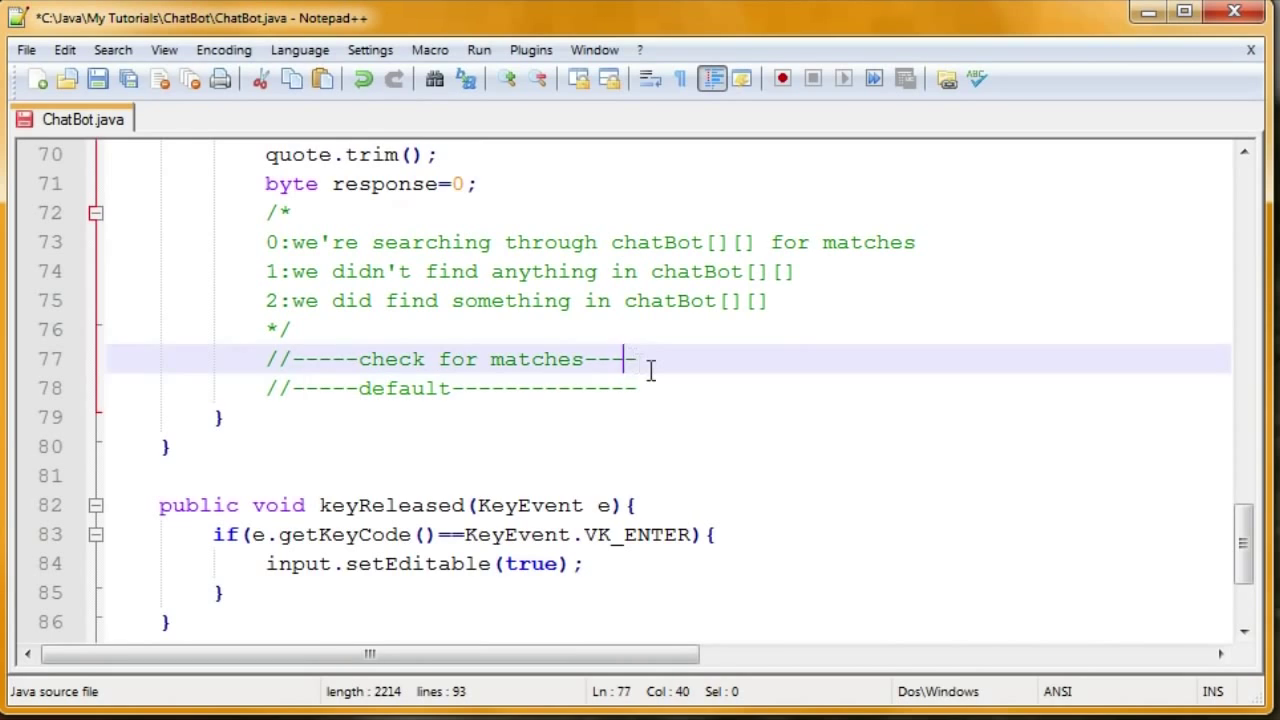 *C:\Java\My Tutorials\ChatBot\ChatBot.java - Notepad++
File Edit Search View Encoding Language Settings Macro Run Plugins Window ? X
ABC
ChatBot.java
70 quote.trim();
71 byte response=0;
72 /*
73 0:we're searching through chatBot[][] for matches
74 1:we didn't find anything in chatBot[][]
75 2:we did find something in chatBot[][]
76 */
77 //-----check for matches----
78 //-----default--------------
79 }
80 }
81
82 public void keyReleased(KeyEvent e){
83 if(e.getKeyCode()==KeyEvent.VK_ENTER){
84 input.setEditable(true);
85 }
86 }
Java source file length : 2214 lines : 93 Ln : 77 Col : 40 Sel : 0 Dos\Windows ANSI INS